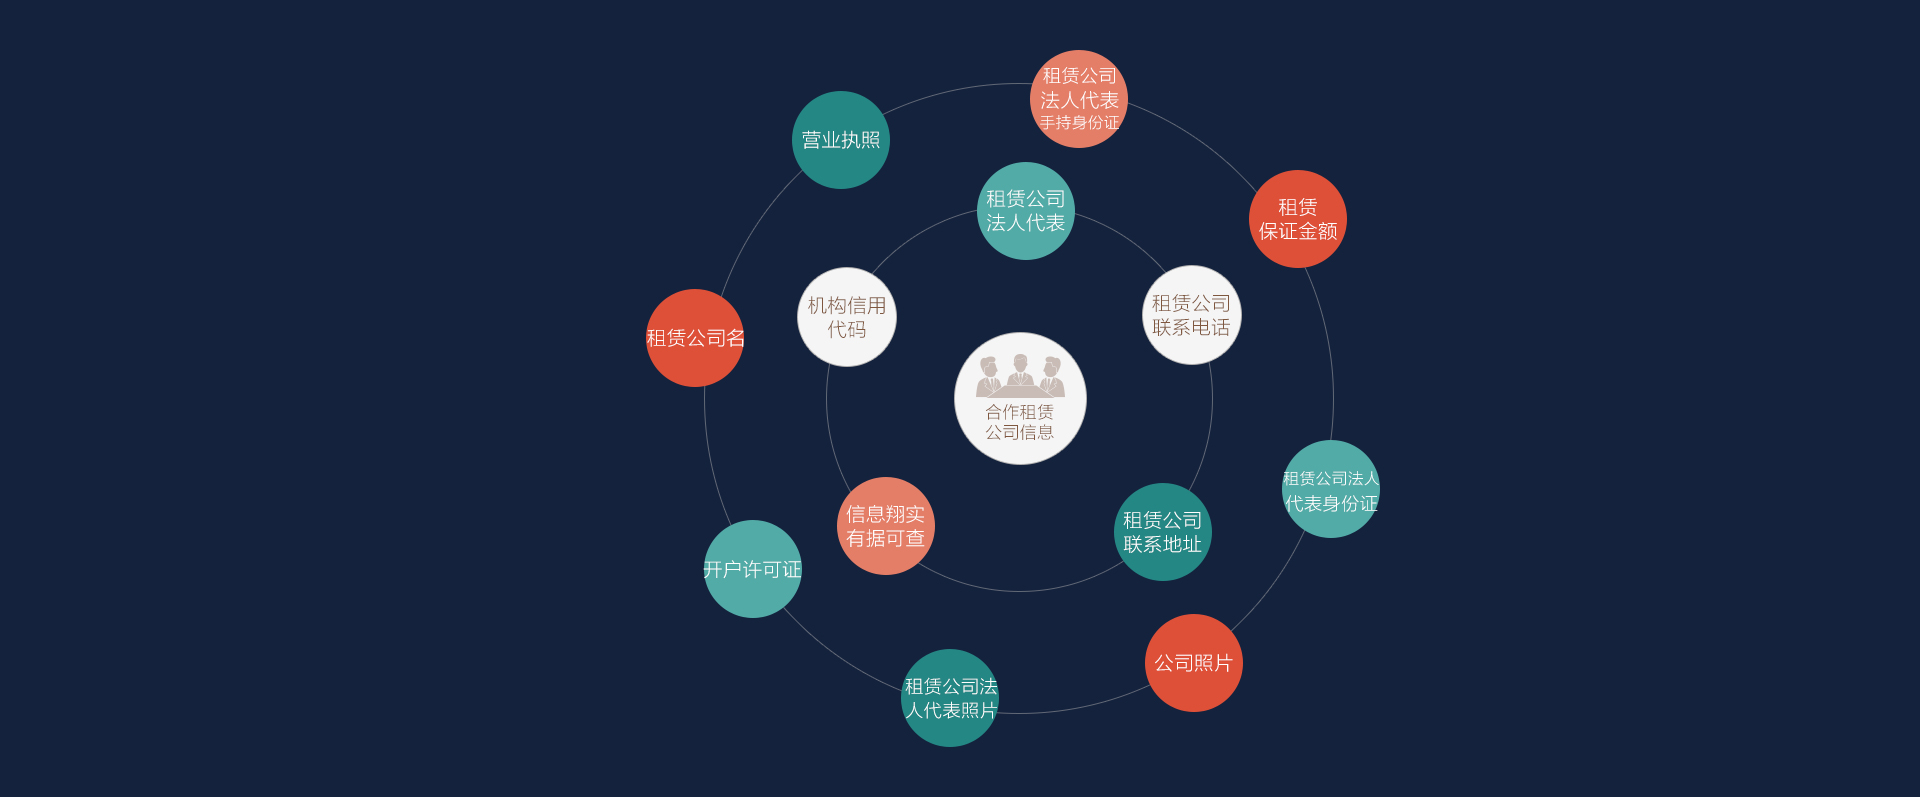 租赁公司
法人代表
手持身份证
营业执照
租赁公司
法人代表
租赁
保证金额
机构信用
代码
租赁公司
联系电话
租赁公司名
合作租赁
公司信息
租赁公司法人
代表身份证
信息翔实
有据可查
租赁公司
联系地址
开户许可证
公司照片
租赁公司法
人代表照片